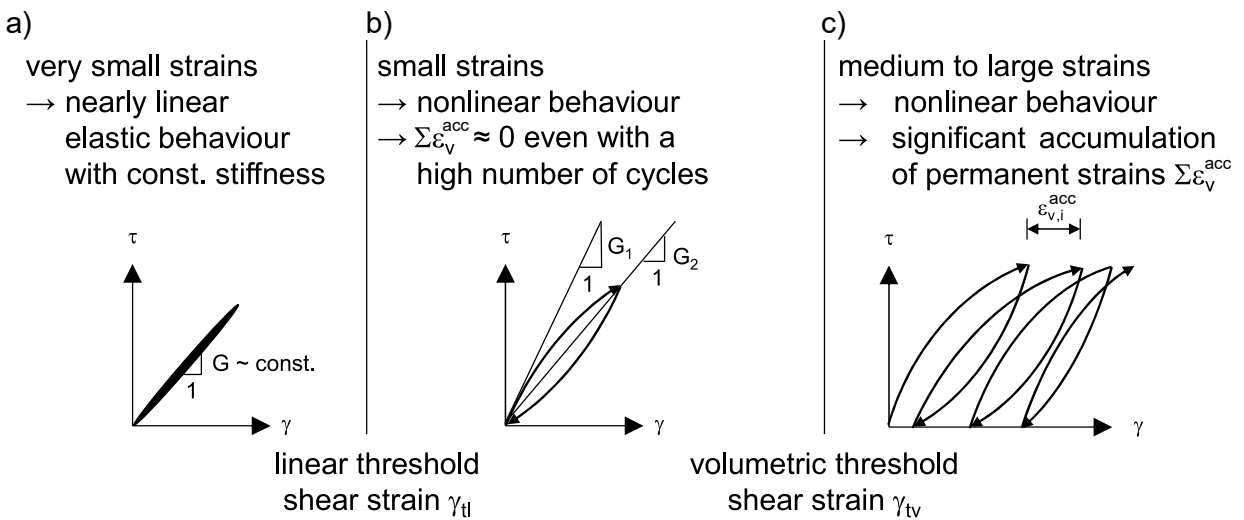 a)
very small strains
→ nearly linear
elastic behaviour
with const. stiffness
τ
G ~ const.
1
γ
b)
small strains
→ nonlinear behaviour
→ Σε_v^acc ≈ 0 even with a
high number of cycles
τ
G₁
1
G₂
1
γ
c)
medium to large strains
→ nonlinear behaviour
→ significant accumulation
of permanent strains Σε_v^acc
ε_v,i^acc
τ
γ
linear threshold
shear strain γ_tl
volumetric threshold
shear strain γ_tv